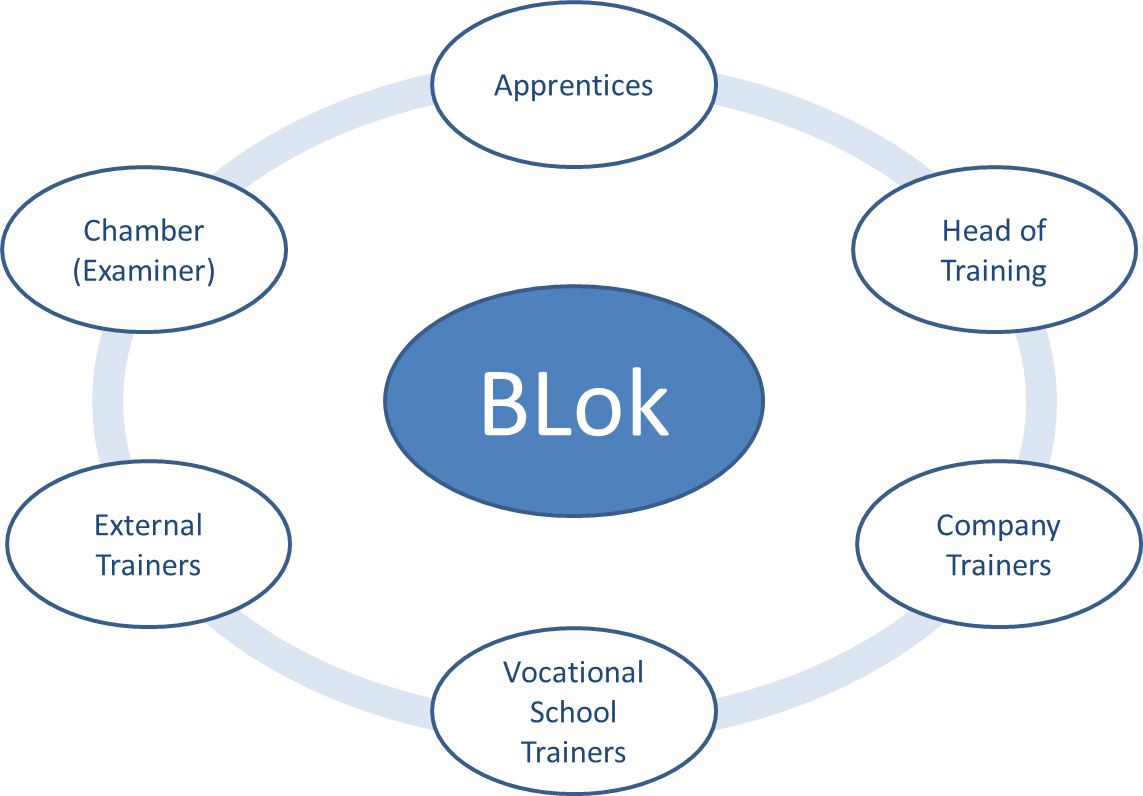 Apprentices
Chamber
(Examiner)
Head of
Training
BLok
External
Trainers
Company
Trainers
Vocational
School
Trainers